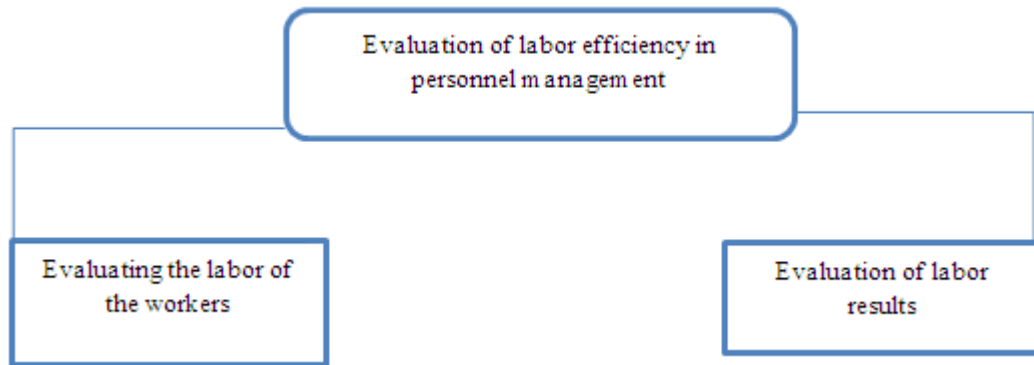 Evaluation of labor efficiency in
personnel management
Evaluating the labor of
the workers
Evaluation of labor
results